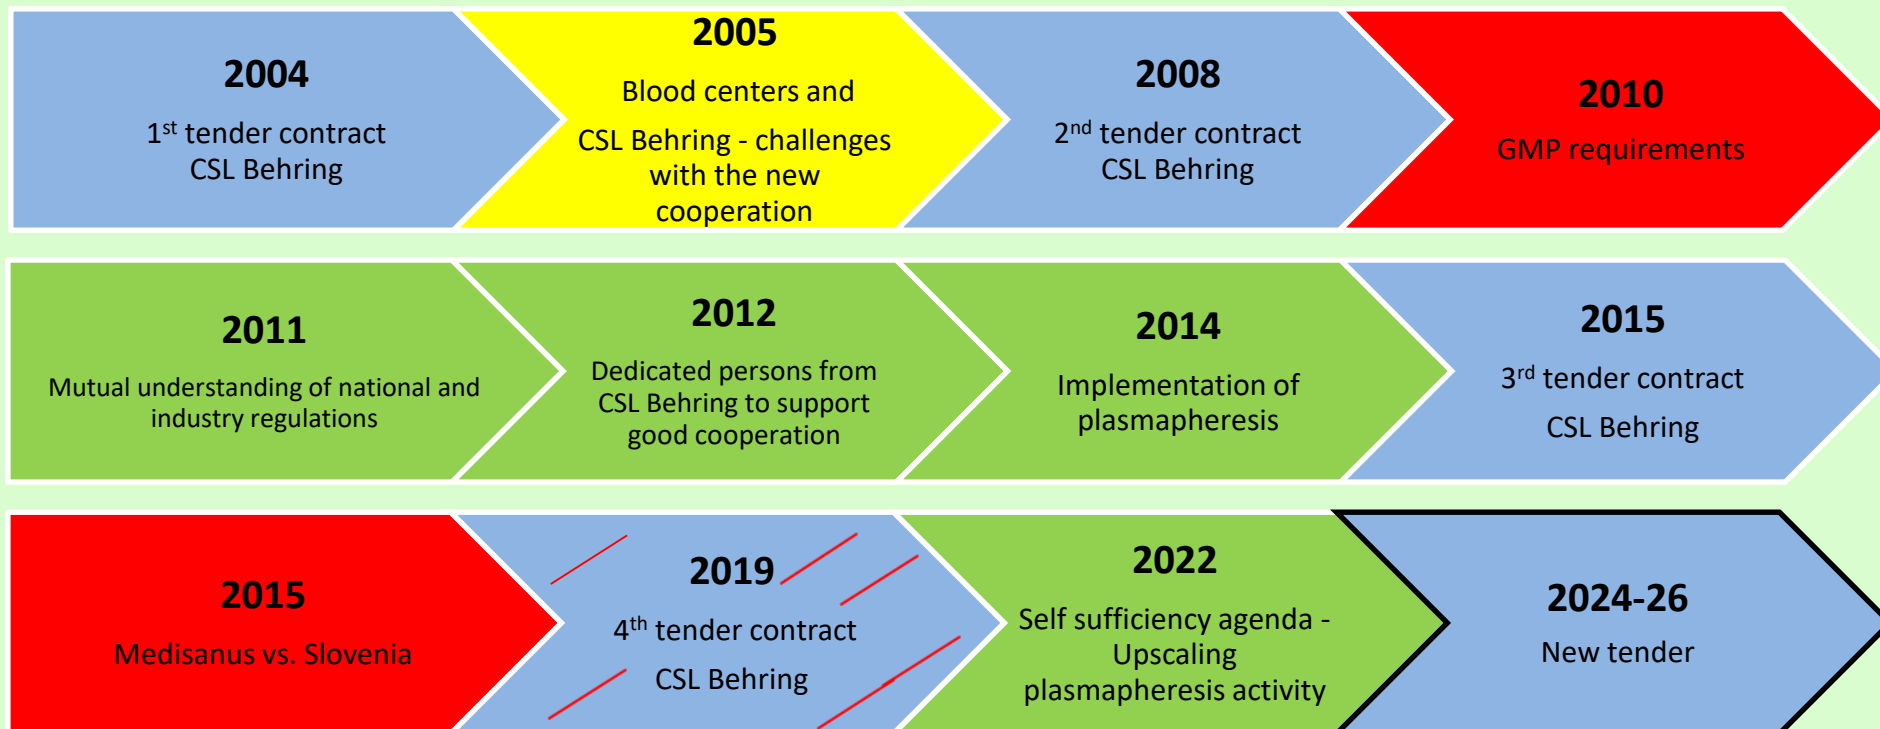 2004
1st tender contract
CSL Behring
2005
Blood centers and
CSL Behring - challenges
with the new
cooperation
2008
2nd tender contract
CSL Behring
2010
GMP requirements
2011
Mutual understanding of national and
industry regulations
2012
Dedicated persons from
CSL Behring to support
good cooperation
2014
Implementation of
plasmapheresis
2015
3rd tender contract
CSL Behring
2015
Medisanus vs. Slovenia
2019
4th tender contract
CSL Behring
2022
Self sufficiency agenda -
Upscaling
plasmapheresis activity
2024-26
New tender